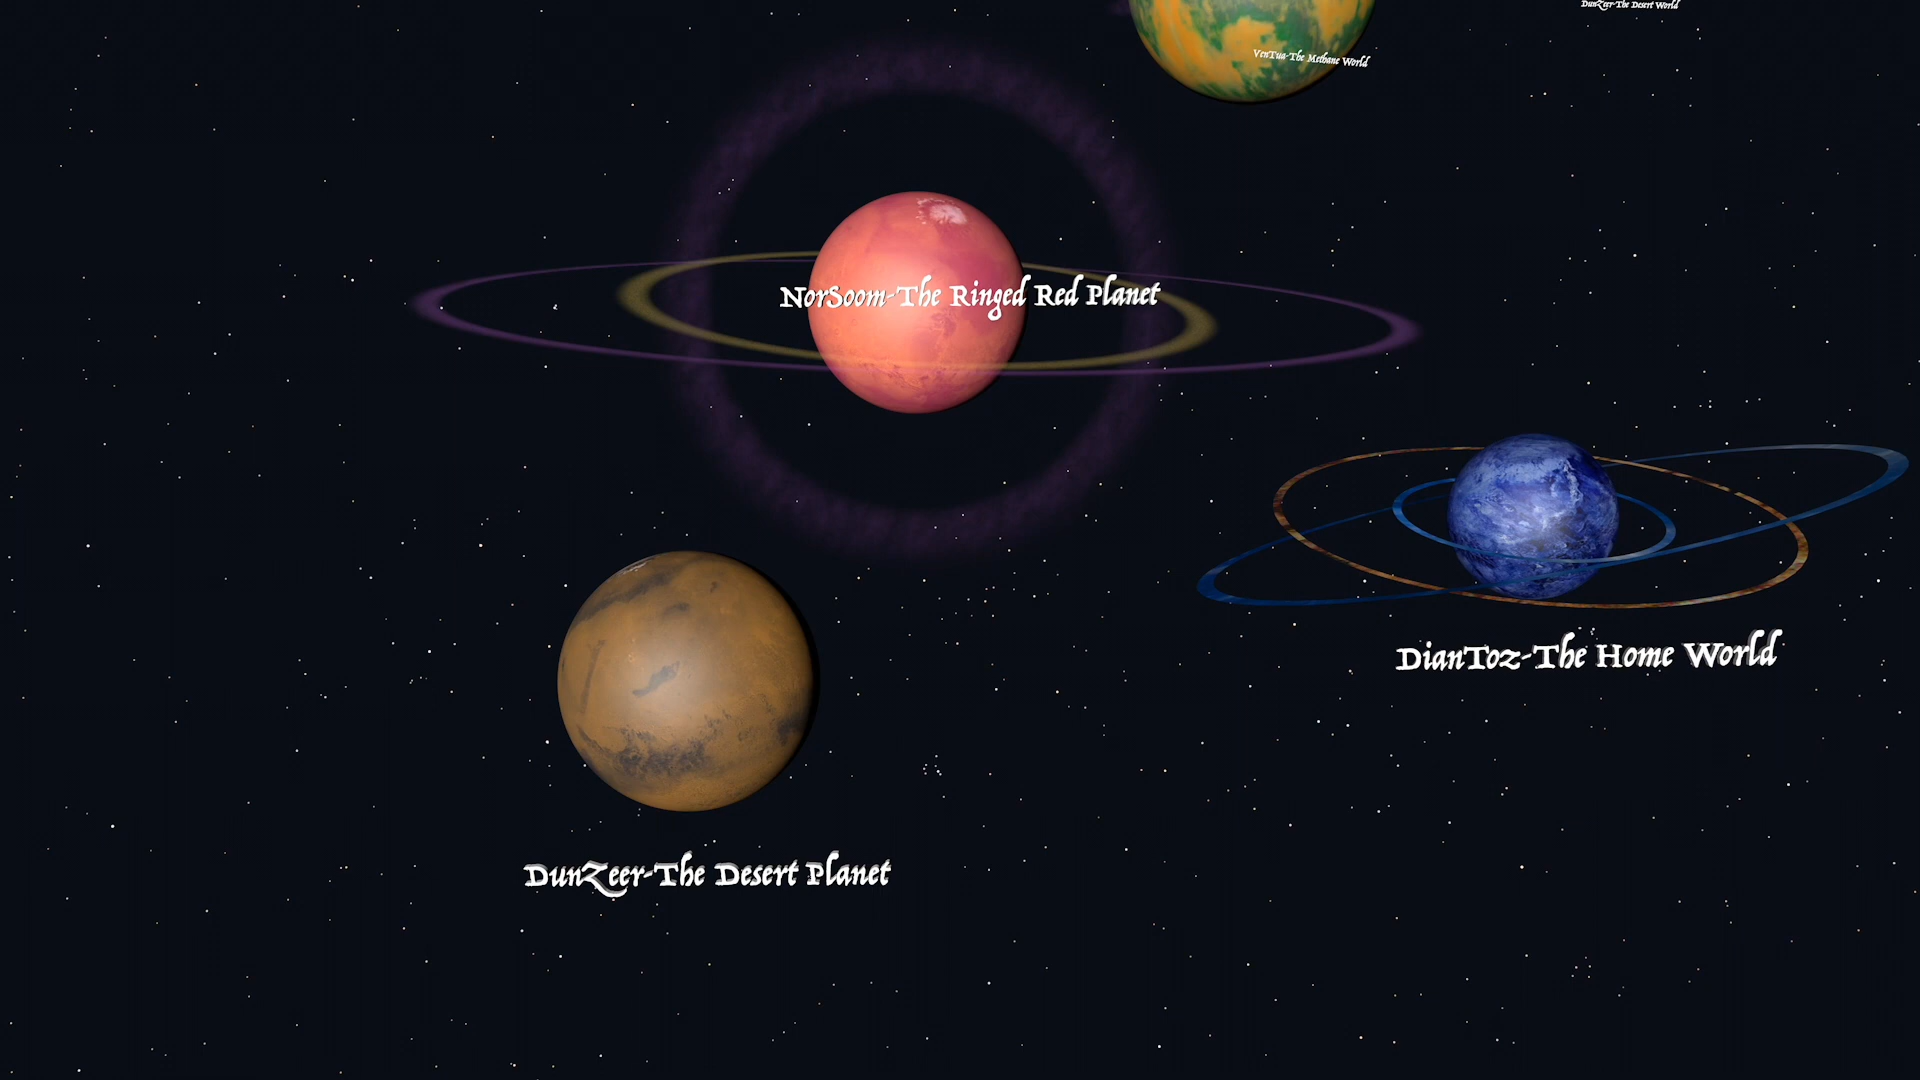 DunZeer-The Desert World
VenTua-The Methane World
NorSoom-The Ringed Red Planet
DianToz-The Home World
DunZeer-The Desert Planet